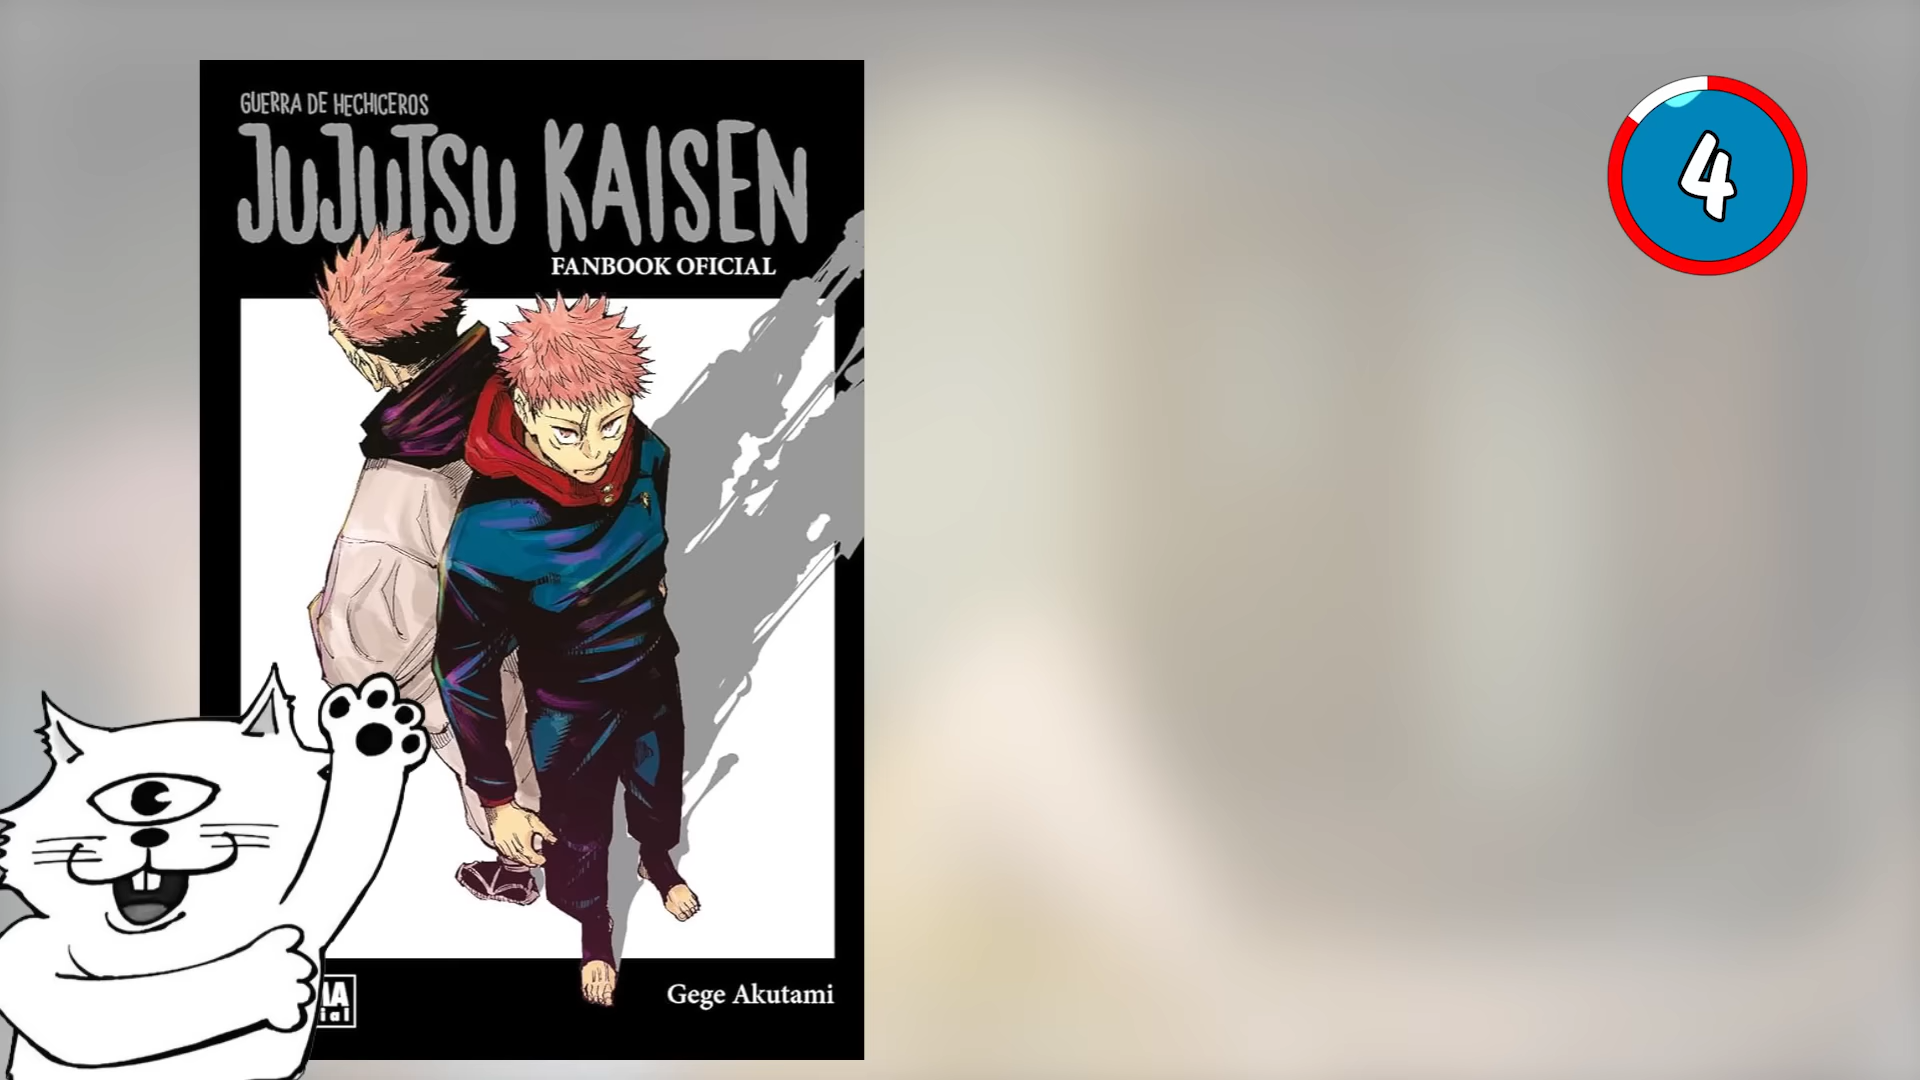 GUERRA DE HECHICEROS
JUJUTSU KAISEN
FANBOOK OFICIAL
4
Gege Akutami